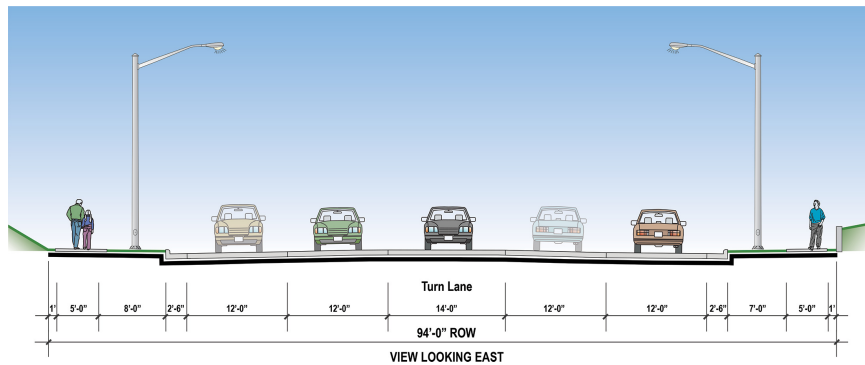 Turn Lane
1' 5'-0" 8'-0" 2'-6" 12'-0" 12'-0" 14'-0" 12'-0" 12'-0" 2'-6" 7'-0" 5'-0" 1'
94'-0" ROW
VIEW LOOKING EAST